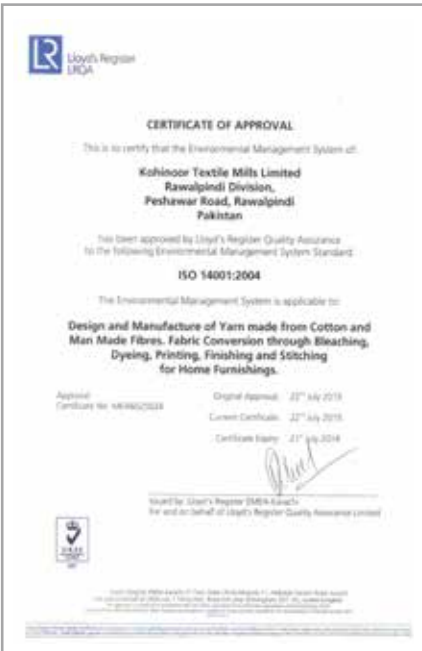 LR
Lloyd's Register
LRQA
CERTIFICATE OF APPROVAL
This is to certify that the Environmental Management System of:
Kohinoor Textile Mills Limited
Rawalpindi Division,
Peshawar Road, Rawalpindi
Pakistan
has been approved by Lloyd's Register Quality Assurance
to the following Environmental Management System Standard:
ISO 14001:2004
The Environmental Management System is applicable to:
Design and Manufacture of Yarn made from Cotton and
Man Made Fibres. Fabric Conversion through Bleaching,
Dyeing, Printing, Finishing and Stitching
for Home Furnishings.
Approval
Certificate No:
Original Approval:
July
Current Certificate:
July
Certificate Expiry:
July
Issued by: Lloyd's Register EMEA-Karachi
For and on behalf of Lloyd's Register Quality Assurance Limited
UKAS